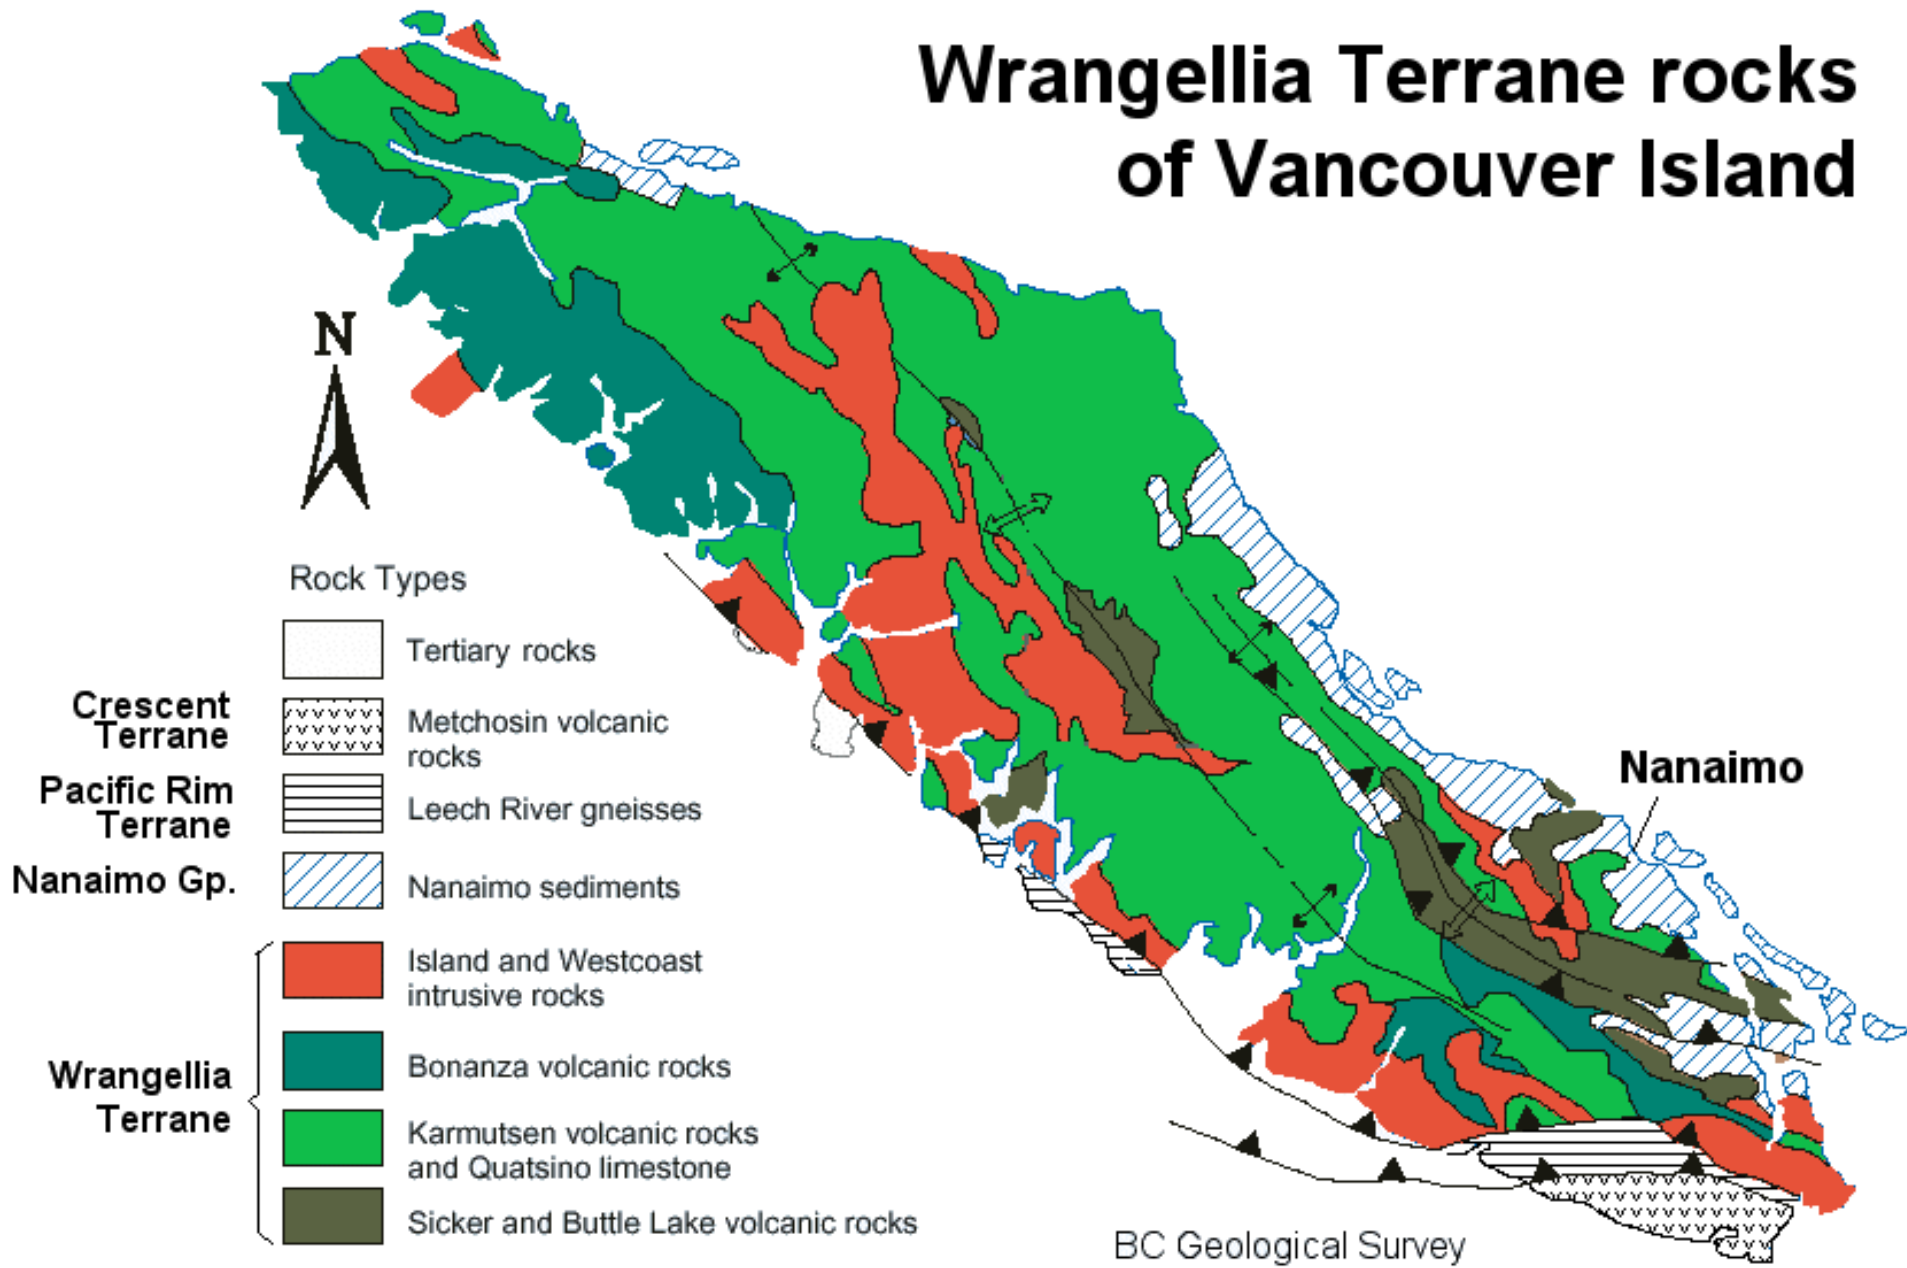 Wrangellia Terrane rocks
of Vancouver Island
N
Rock Types
Tertiary rocks
Crescent
Terrane
Metchosin volcanic
rocks
Pacific Rim
Terrane
Leech River gneisses
Nanaimo Gp.
Nanaimo sediments
Island and Westcoast
intrusive rocks
Bonanza volcanic rocks
Wrangellia
Terrane
Karmutsen volcanic rocks
and Quatsino limestone
Sicker and Buttle Lake volcanic rocks
Nanaimo
BC Geological Survey